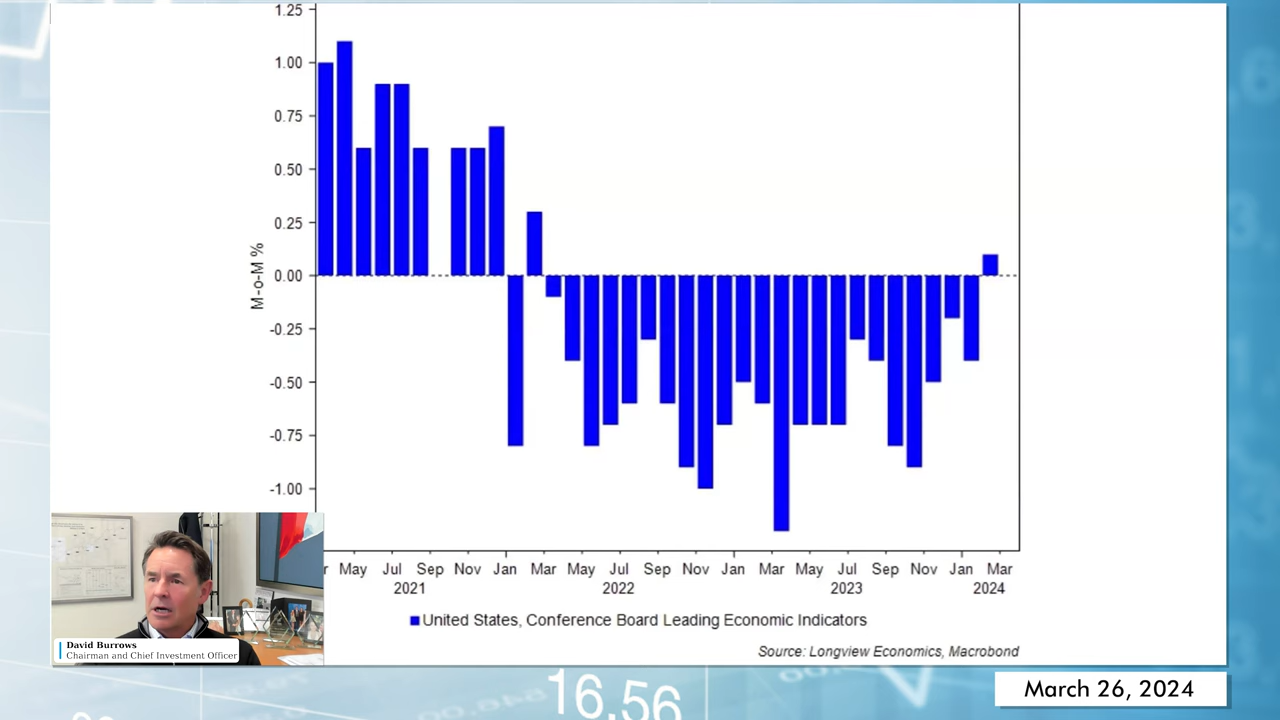 1.25
1.00
0.75
0.50
0.25
0.00
-0.25
-0.50
-0.75
-1.00
M-o-M %
r May Jul Sep Nov Jan Mar May Jul Sep Nov Jan Mar May Jul Sep Nov Jan Mar
2021 2022 2023 2024
United States, Conference Board Leading Economic Indicators
Source: Longview Economics, Macrobond
David Burrows
Chairman and Chief Investment Officer
March 26, 2024
16.56